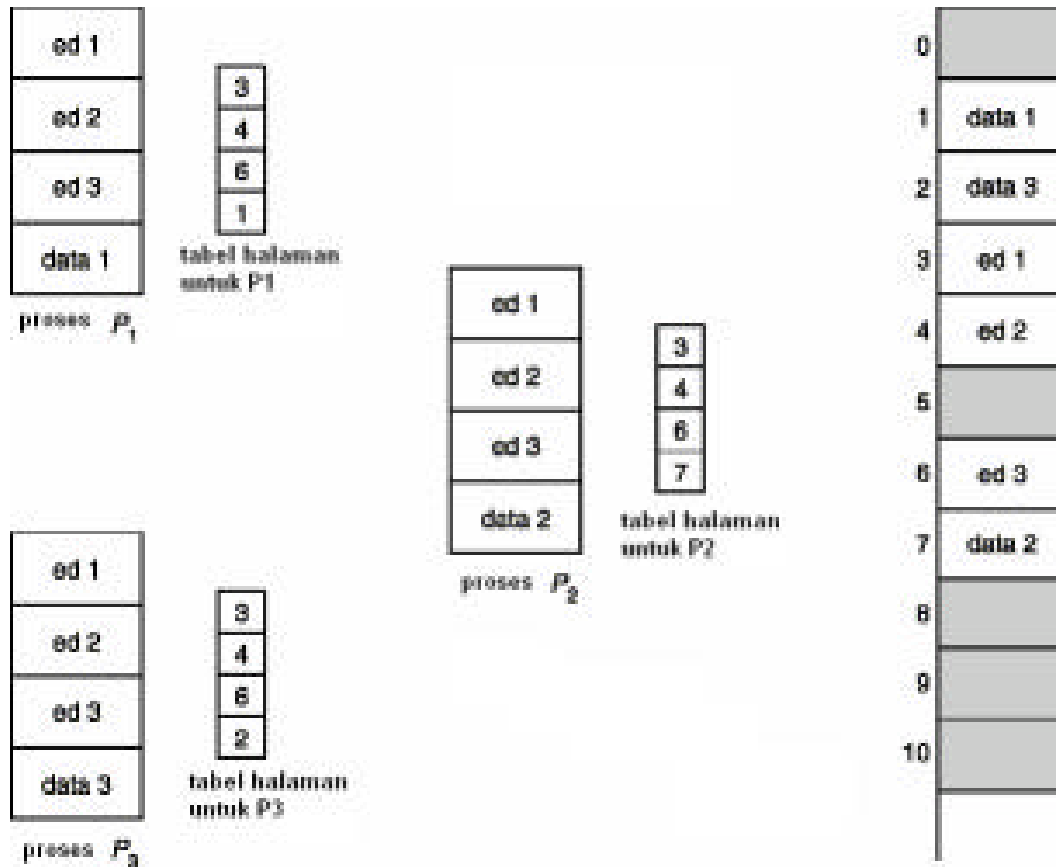 ed 1
ed 2
ed 3
data 1
proses P1
3
4
6
1
tabel halaman
untuk P1
ed 1
ed 2
ed 3
data 2
proses P2
3
4
6
7
tabel halaman
untuk P2
ed 1
ed 2
ed 3
data 3
proses P3
3
4
6
2
tabel halaman
untuk P3
0
1 data 1
2 data 3
3 ed 1
4 ed 2
5
6 ed 3
7 data 2
8
9
10